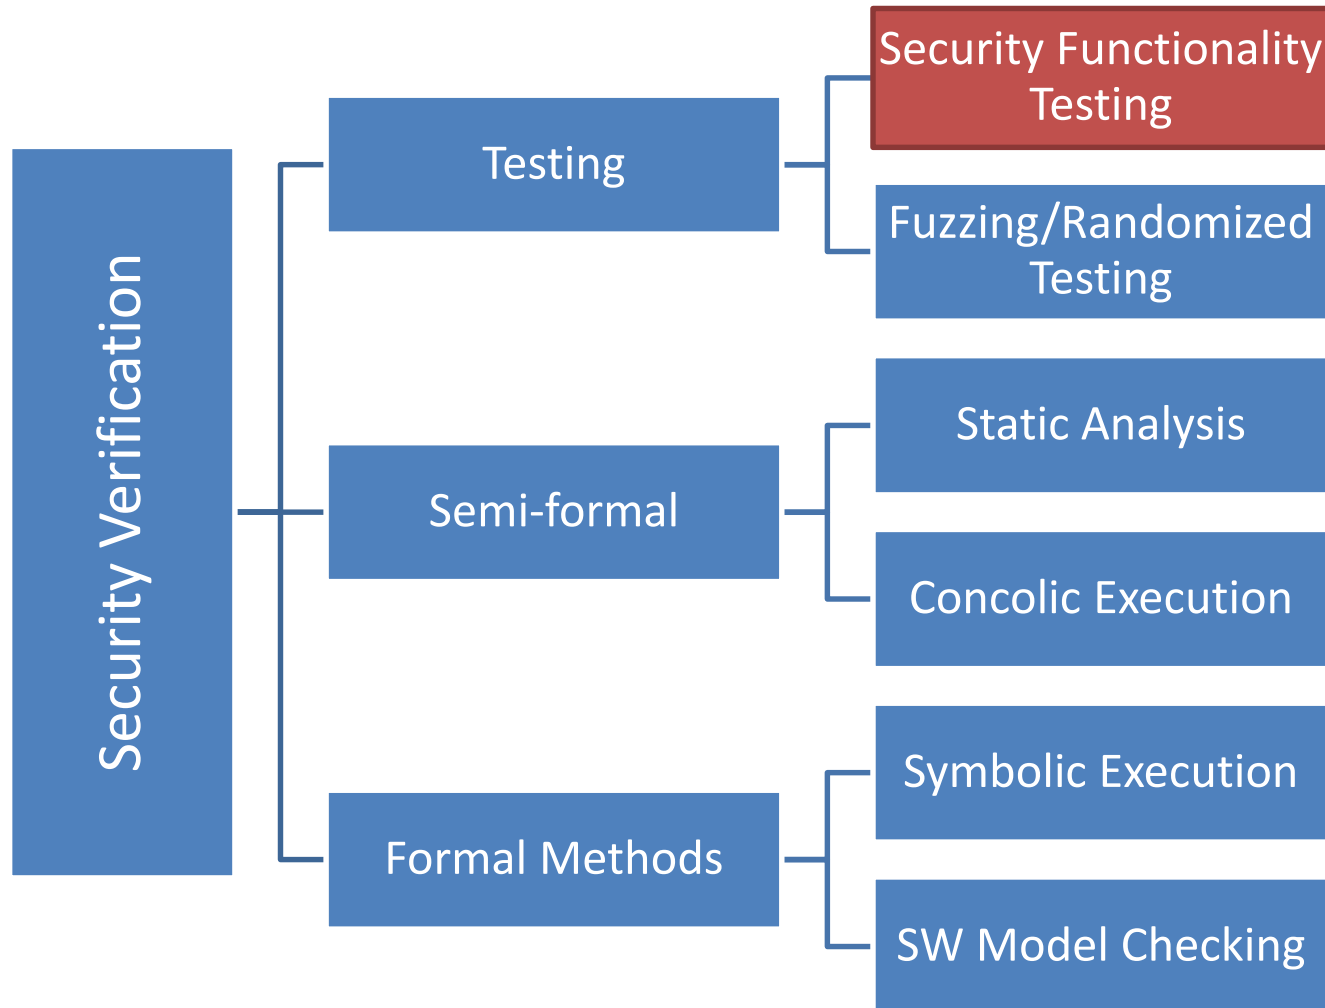 Security Verification
Testing
Security Functionality
Testing
Fuzzing/Randomized
Testing
Semi-formal
Static Analysis
Concolic Execution
Formal Methods
Symbolic Execution
SW Model Checking